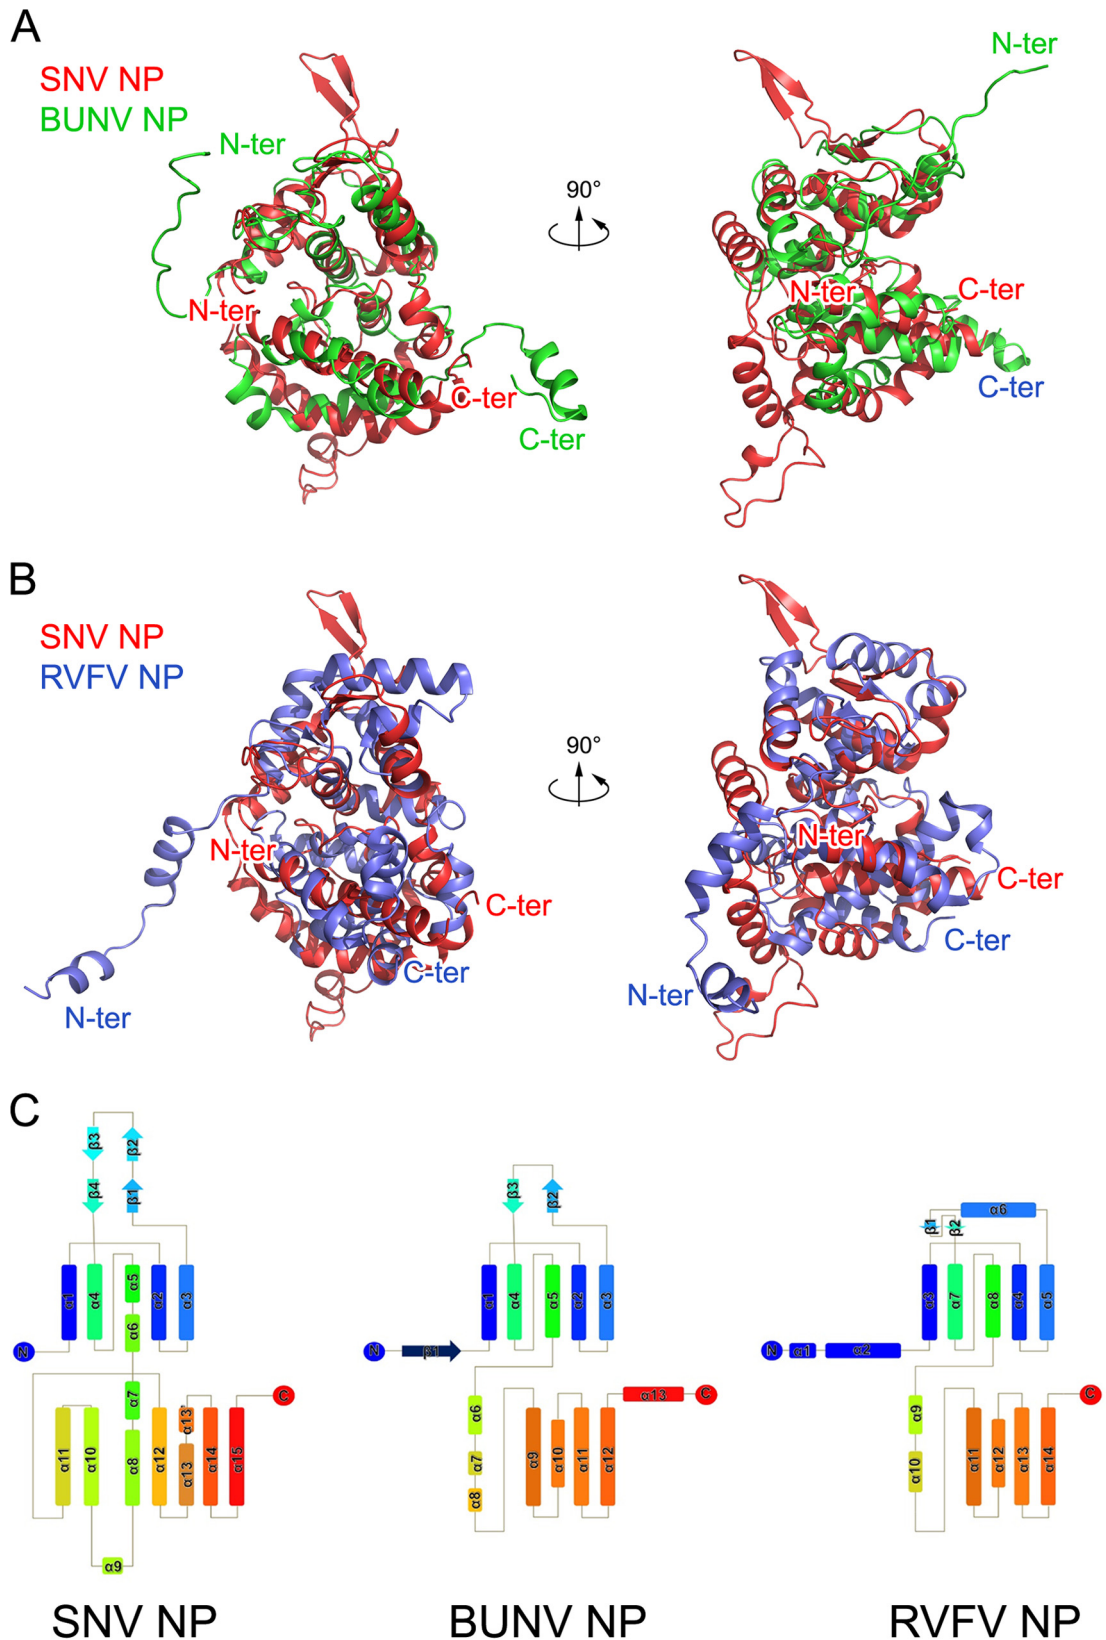 A
SNV NP
BUNV NP
N-ter
N-ter
C-ter
C-ter
90°
N-ter
N-ter
C-ter
C-ter
B
SNV NP
RVFV NP
N-ter
C-ter
C-ter
N-ter
90°
N-ter
C-ter
C-ter
N-ter
C
β3
β2
β4
β1
α1
α4
α5
α6
α2
α3
N
α7
C
α11
α10
α8
α12
α13'
α13
α14
α15
α9
SNV NP
β3
β2
α1
α4
α5
α2
α3
N
β1
α6
α7
α8
α9
α10
α11
α12
α13
C
BUNV NP
β1
β2
α6
α3
α7
α8
α4
α5
N
α1
α2
α9
α10
α11
α12
α13
α14
C
RVFV NP